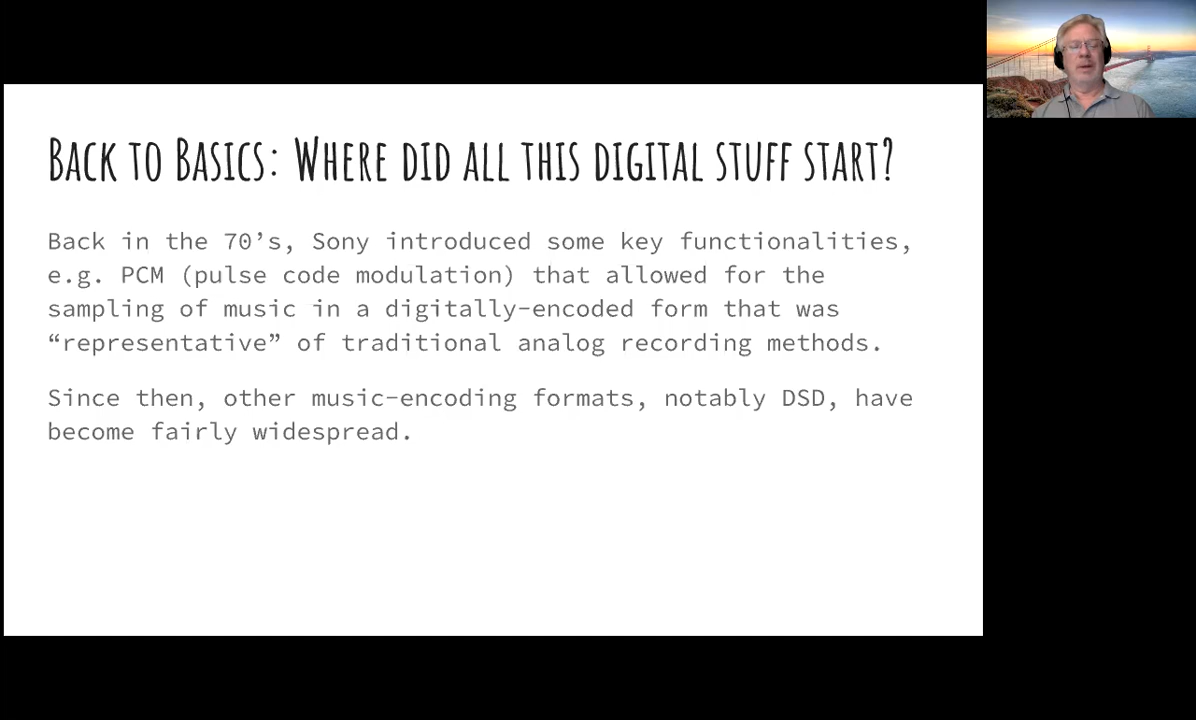 Back to Basics: Where did all this digital stuff start?
Back in the 70’s, Sony introduced some key functionalities,
e.g. PCM (pulse code modulation) that allowed for the
sampling of music in a digitally-encoded form that was
“representative” of traditional analog recording methods.
Since then, other music-encoding formats, notably DSD, have
become fairly widespread.